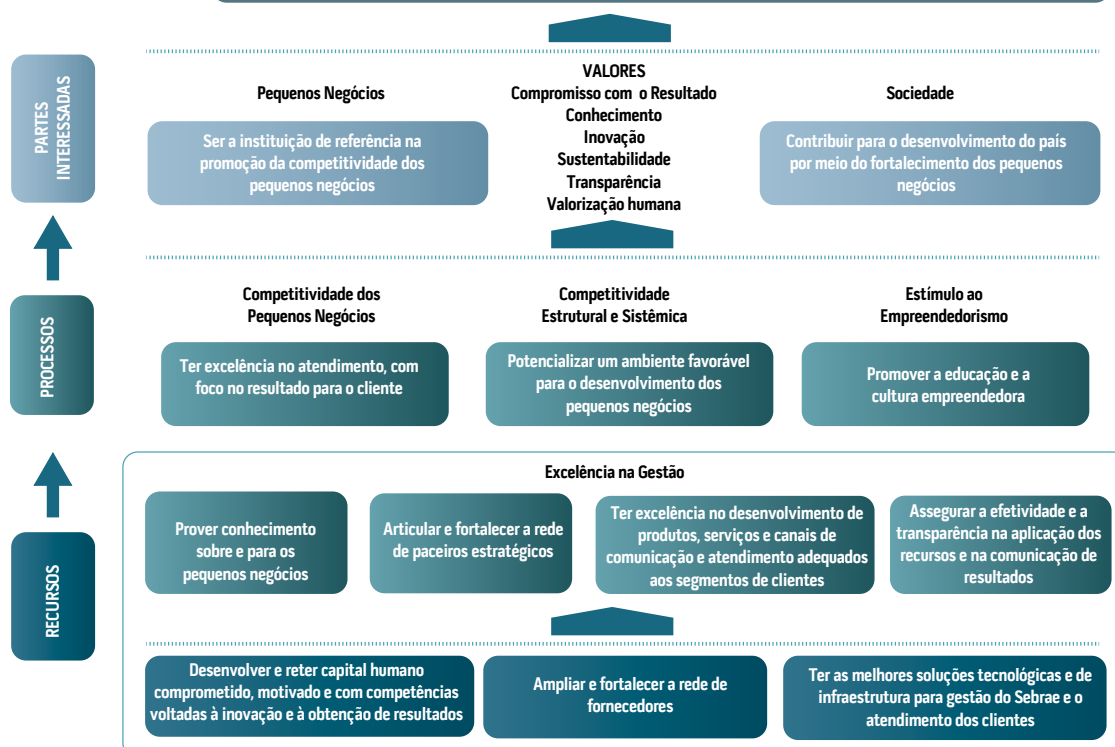 PARTES
INTERESSADAS
Pequenos Negócios
Ser a instituição de referência na
promoção da competitividade dos
pequenos negócios
VALORES
Compromisso com o Resultado
Conhecimento
Inovação
Sustentabilidade
Transparência
Valorização humana
Sociedade
Contribuir para o desenvolvimento do país
por meio do fortalecimento dos pequenos
negócios
PROCESSOS
Competitividade dos
Pequenos Negócios
Ter excelência no atendimento, com
foco no resultado para o cliente
Competitividade
Estrutural e Sistêmica
Potencializar um ambiente favorável
para o desenvolvimento dos
pequenos negócios
Estímulo ao
Empreendedorismo
Promover a educação e a
cultura empreendedora
RECURSOS
Excelência na Gestão
Prover conhecimento
sobre e para os
pequenos negócios
Articular e fortalecer a rede
de paceiros estratégicos
Ter excelência no desenvolvimento de
produtos, serviços e canais de
comunicação e atendimento adequados
aos segmentos de clientes
Assegurar a efetividade e a
transparência na aplicação dos
recursos e na comunicação de
resultados
Desenvolver e reter capital humano
comprometido, motivado e com competências
voltadas à inovação e à obtenção de resultados
Ampliar e fortalecer a rede de
fornecedores
Ter as melhores soluções tecnológicas e de
infraestrutura para gestão do Sebrae e o
atendimento dos clientes